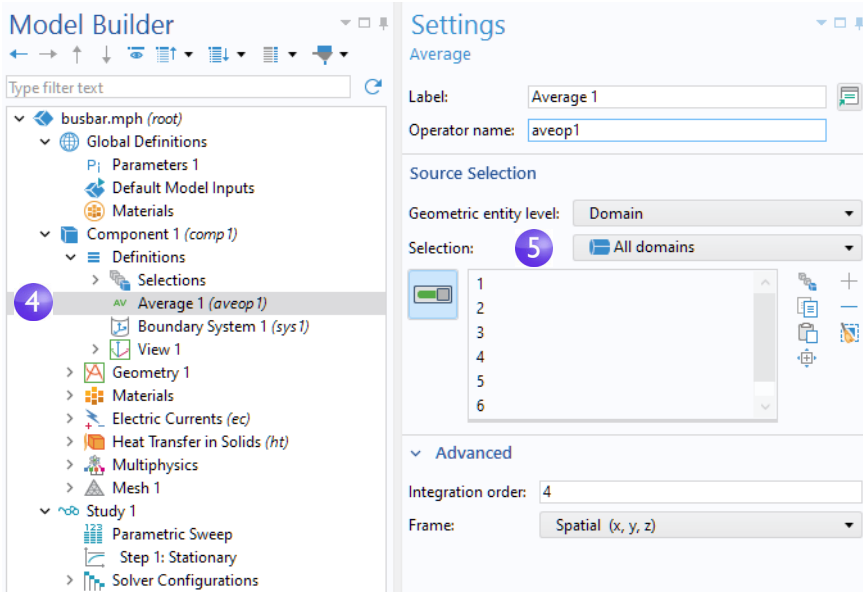 Model Builder
Type filter text
busbar.mph (root)
Global Definitions
Pi Parameters 1
Default Model Inputs
Materials
Component 1 (comp1)
Definitions
Selections
4
AV Average 1 (aveop1)
Boundary System 1 (sys1)
View 1
Geometry 1
Materials
Electric Currents (ec)
Heat Transfer in Solids (ht)
Multiphysics
Mesh 1
Study 1
123 Parametric Sweep
Step 1: Stationary
Solver Configurations
Settings
Average
Label: Average 1
Operator name: aveop1
Source Selection
Geometric entity level: Domain
Selection: 5 All domains
1
2
3
4
5
6
Advanced
Integration order: 4
Frame: Spatial (x, y, z)